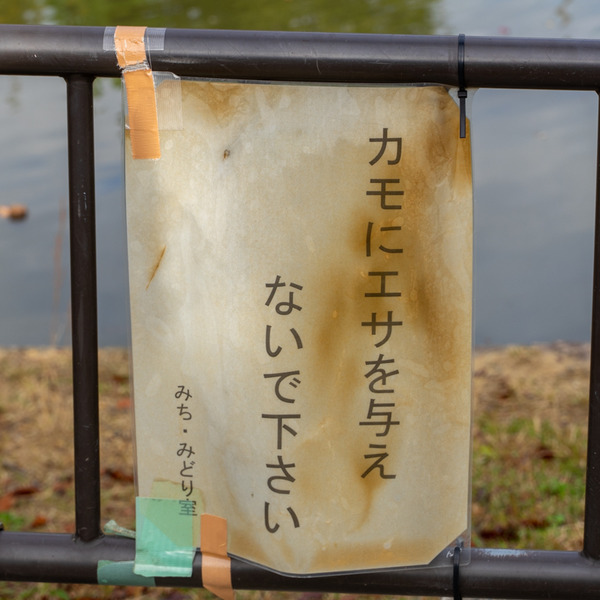 カモにエサを与え
ないで下さい
みち・みどり室